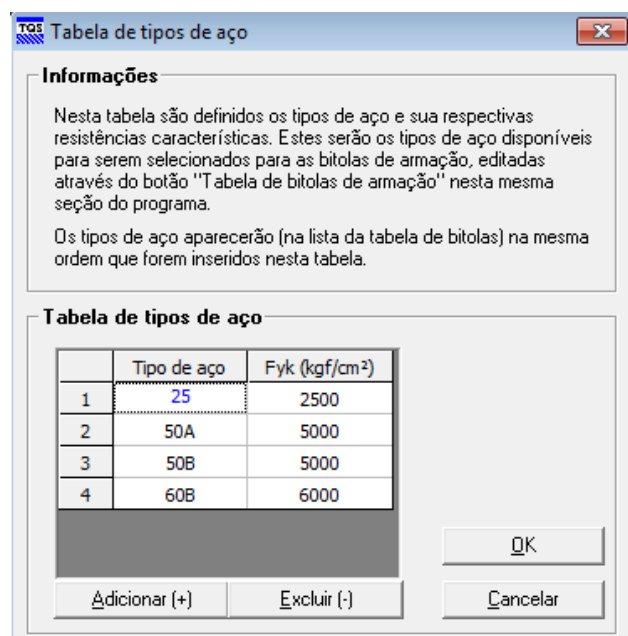 TQS Tabela de tipos de aço
Informações
Nesta tabela são definidos os tipos de aço e sua respectivas
resistências características. Estes serão os tipos de aço disponíveis
para serem selecionados para as bitolas de armação, editadas
através do botão "Tabela de bitolas de armação" nesta mesma
seção do programa.
Os tipos de aço aparecerão (na lista da tabela de bitolas) na mesma
ordem que forem inseridos nesta tabela.
Tabela de tipos de aço
Tipo de aço Fyk (kgf/cm²)
1 25 2500
2 50A 5000
3 50B 5000
4 60B 6000
OK
Adicionar (+) Excluir (-) Cancelar